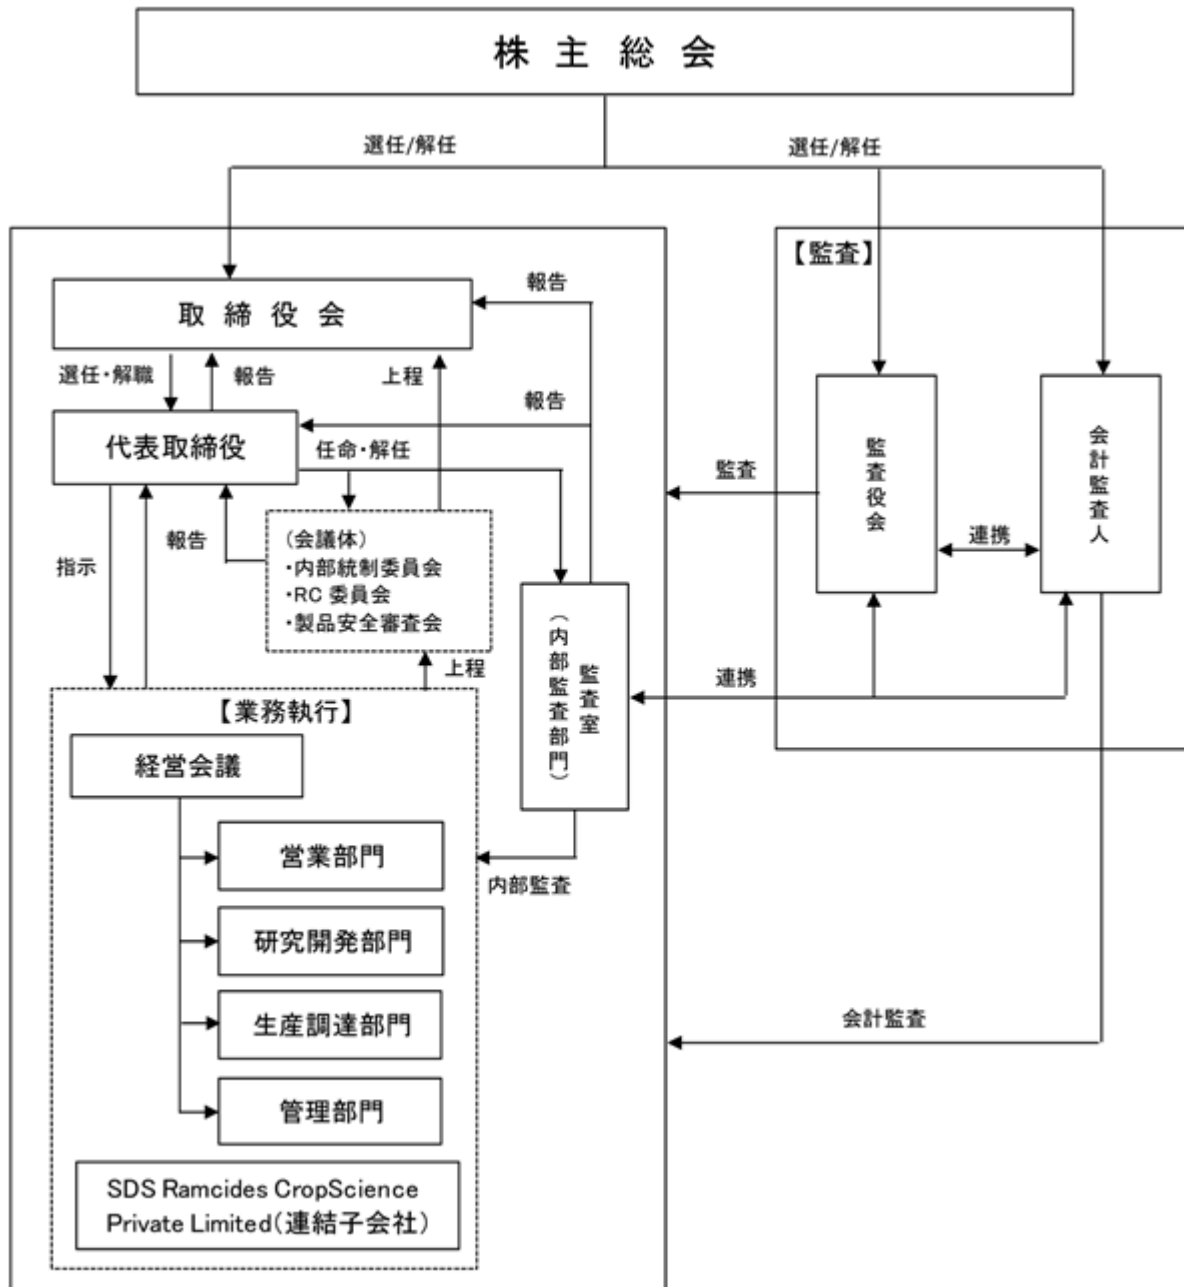 株主総会
選任/解任
選任/解任
【監査】
報告
取締役会
選任・解職
報告
上程
報告
代表取締役
任命・解任
監査役会
会計監査人
監査
連携
指示
報告
(会議体)
・内部統制委員会
・RC 委員会
・製品安全審査会
監査室
(内部監査部門)
上程
連携
【業務執行】
経営会議
営業部門
内部監査
研究開発部門
生産調達部門
会計監査
管理部門
SDS Ramcides CropScience
Private Limited(連結子会社)